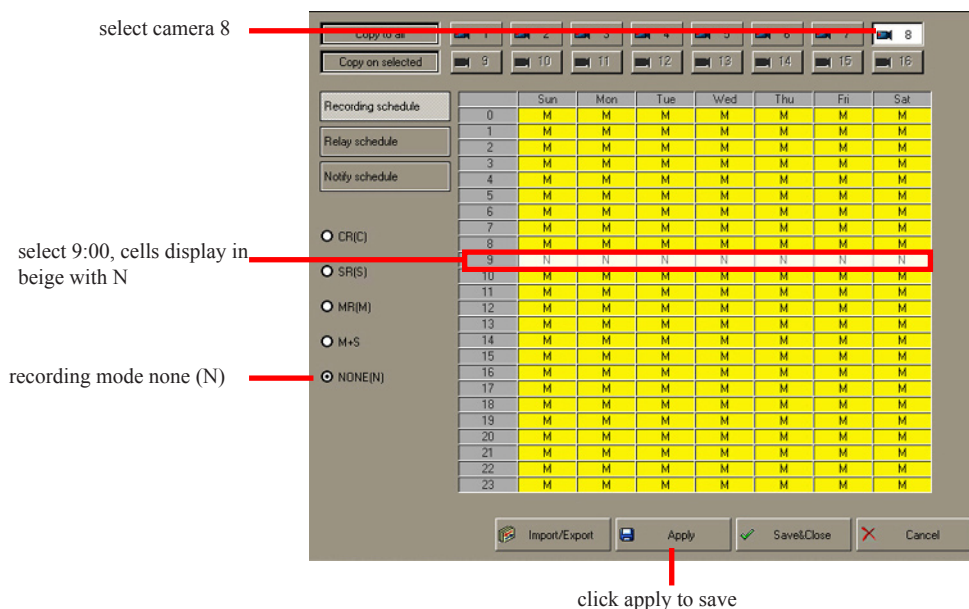 select camera 8
Copy to all 1 2 3 4 5 6 7 8
Copy on selected 9 10 11 12 13 14 15 16
Recording schedule
Relay schedule
Notify schedule
Sun Mon Tue Wed Thu Fri Sat
0 M M M M M M M
1 M M M M M M M
2 M M M M M M M
3 M M M M M M M
4 M M M M M M M
5 M M M M M M M
6 M M M M M M M
7 M M M M M M M
8 M M M M M M M
9 N N N N N N N
10 M M M M M M M
11 M M M M M M M
12 M M M M M M M
13 M M M M M M M
14 M M M M M M M
15 M M M M M M M
16 M M M M M M M
17 M M M M M M M
18 M M M M M M M
19 M M M M M M M
20 M M M M M M M
21 M M M M M M M
22 M M M M M M M
23 M M M M M M M
CR(C)
select 9:00, cells display in
beige with N
SR(S)
MR(M)
M+S
recording mode none (N)
NONE(N)
Import/Export Apply Save&Close Cancel
click apply to save